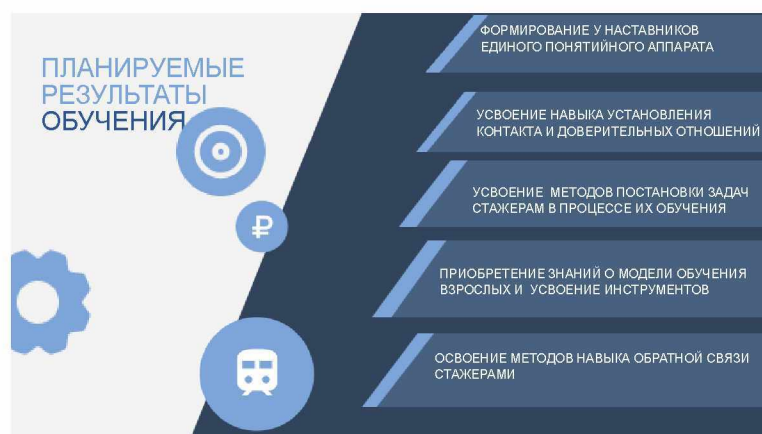 ПЛАНИРУЕМЫЕ
РЕЗУЛЬТАТЫ
ОБУЧЕНИЯ
ФОРМИРОВАНИЕ У НАСТАВНИКОВ
ЕДИНОГО ПОНЯТИЙНОГО АППАРАТА
УСВОЕНИЕ НАВЫКА УСТАНОВЛЕНИЯ
КОНТАКТА И ДОВЕРИТЕЛЬНЫХ ОТНОШЕНИЙ
УСВОЕНИЕ МЕТОДОВ ПОСТАНОВКИ ЗАДАЧ
СТАЖЕРАМ В ПРОЦЕССЕ ИХ ОБУЧЕНИЯ
ПРИОБРЕТЕНИЕ ЗНАНИЙ О МОДЕЛИ ОБУЧЕНИЯ
ВЗРОСЛЫХ И УСВОЕНИЕ ИНСТРУМЕНТОВ
ОСВОЕНИЕ МЕТОДОВ НАВЫКА ОБРАТНОЙ СВЯЗИ
СТАЖЕРАМИ
₽